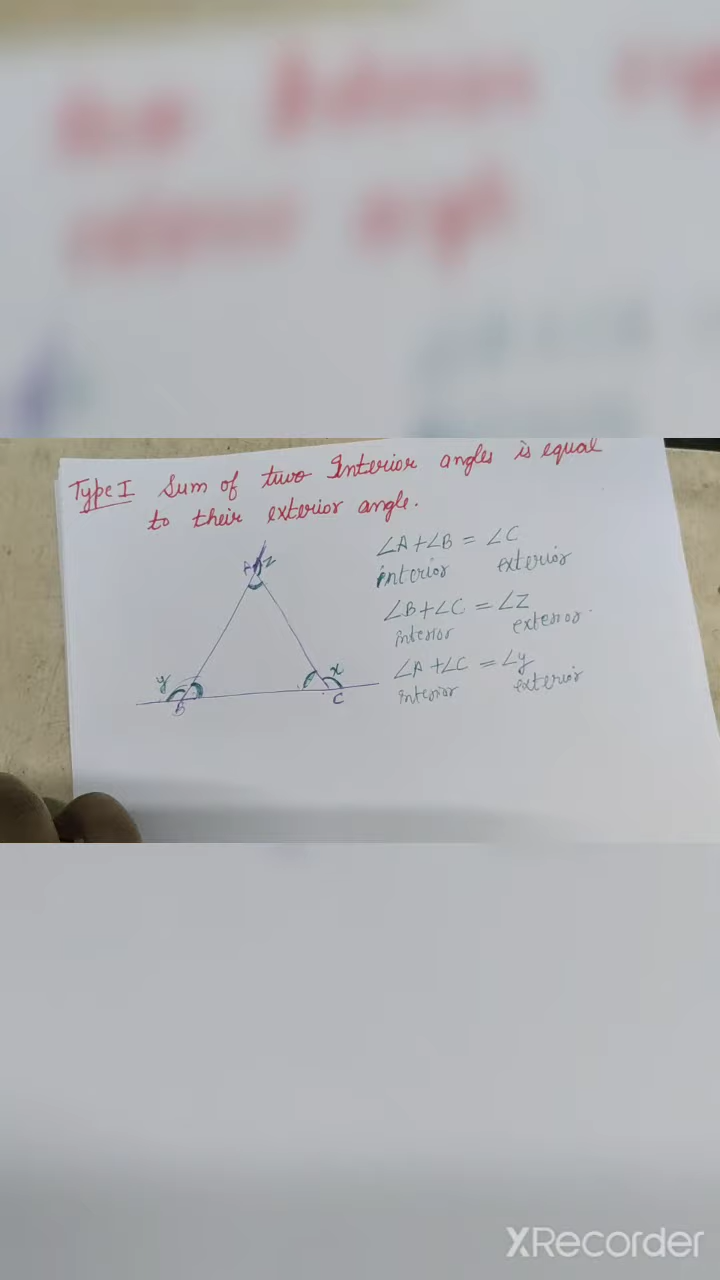 Type I Sum of two Interior angles is equal
to their exterior angle.
∠A+∠B = ∠C
interior exterior
∠B+∠C = ∠Z
interior exterior
∠A+∠C = ∠y
interior exterior
A Z
y
x
B
C
XRecorder